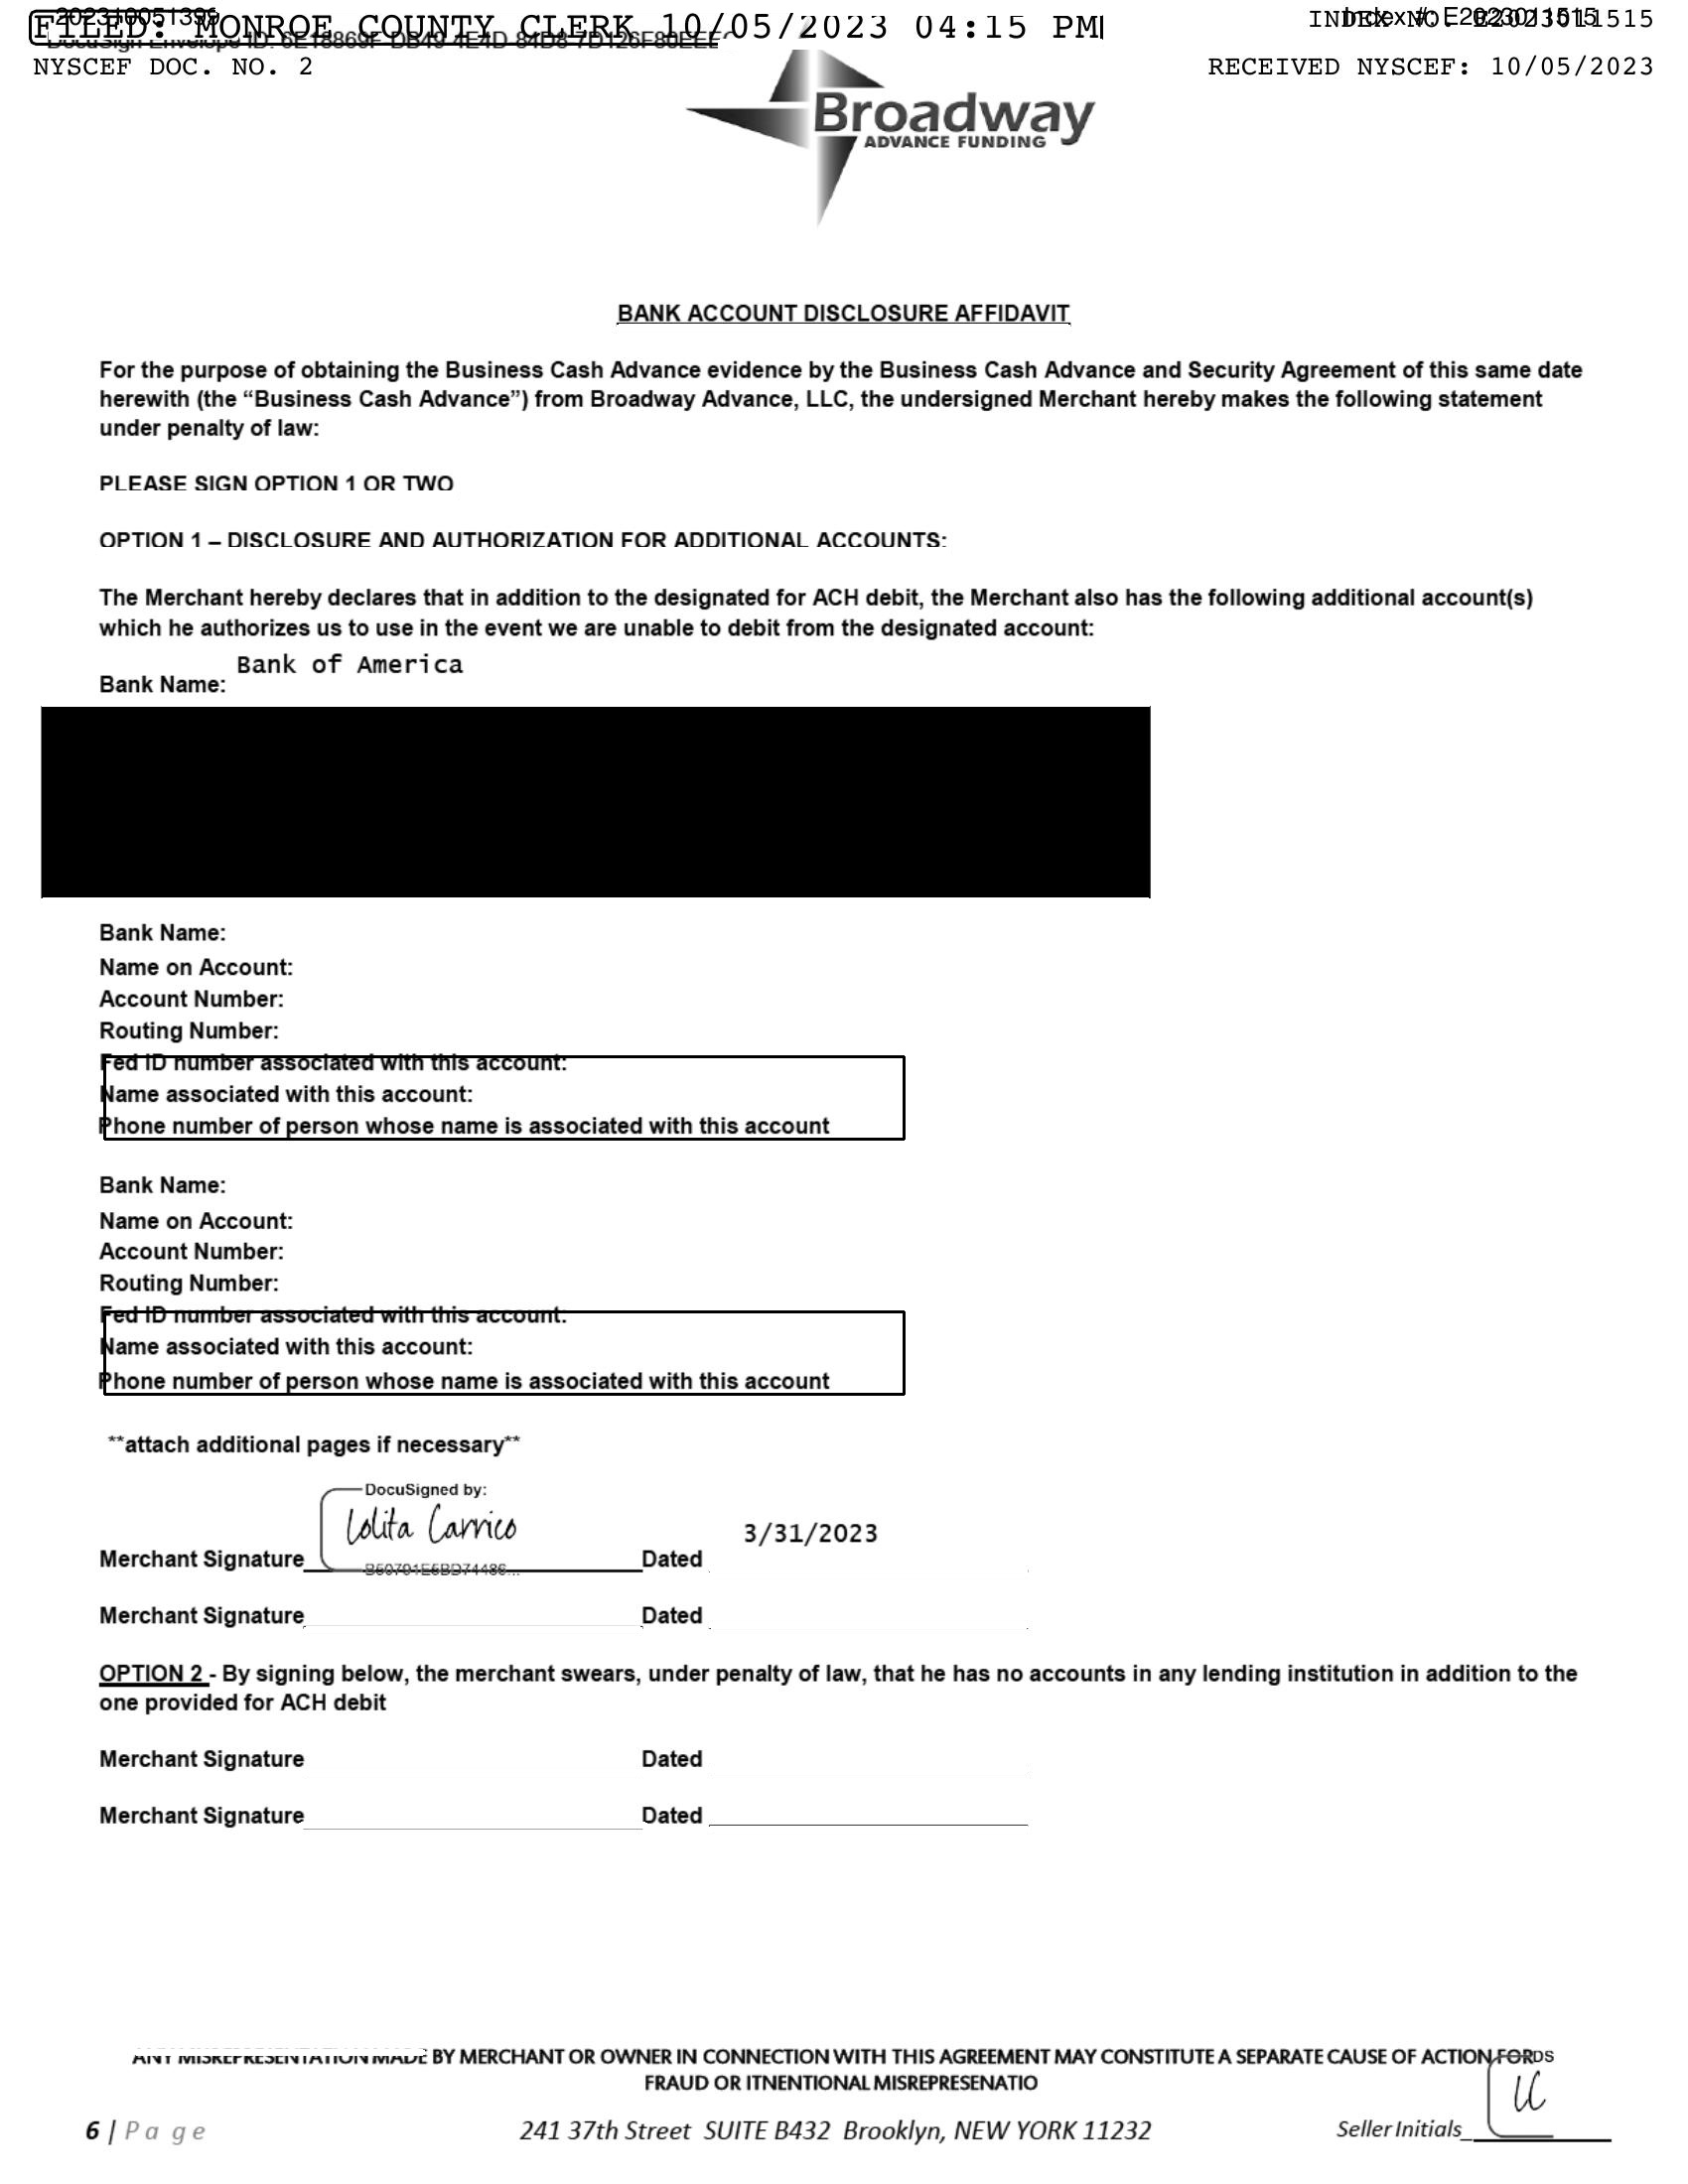 202310051399
FILED: MONROE COUNTY CLERK 10/05/2023 04:15 PM
INDEX NO. E2023011515
Index #: E2023011515
NYSCEF DOC. NO. 2
RECEIVED NYSCEF: 10/05/2023
Broadway
ADVANCE FUNDING
BANK ACCOUNT DISCLOSURE AFFIDAVIT
For the purpose of obtaining the Business Cash Advance evidence by the Business Cash Advance and Security Agreement of this same date
herewith (the “Business Cash Advance”) from Broadway Advance, LLC, the undersigned Merchant hereby makes the following statement
under penalty of law:
PLEASE SIGN OPTION 1 OR TWO
OPTION 1 – DISCLOSURE AND AUTHORIZATION FOR ADDITIONAL ACCOUNTS:
The Merchant hereby declares that in addition to the designated for ACH debit, the Merchant also has the following additional account(s)
which he authorizes us to use in the event we are unable to debit from the designated account:
Bank Name: Bank of America
Bank Name:
Name on Account:
Account Number:
Routing Number:
Fed ID number associated with this account:
Name associated with this account:
Phone number of person whose name is associated with this account
Bank Name:
Name on Account:
Account Number:
Routing Number:
Fed ID number associated with this account:
Name associated with this account:
Phone number of person whose name is associated with this account
**attach additional pages if necessary**
DocuSigned by:
Lolita Carrico
Merchant Signature Dated 3/31/2023
Merchant Signature Dated
OPTION 2 - By signing below, the merchant swears, under penalty of law, that he has no accounts in any lending institution in addition to the
one provided for ACH debit
Merchant Signature Dated
Merchant Signature Dated
ANY MISREPRESENTATION MADE BY MERCHANT OR OWNER IN CONNECTION WITH THIS AGREEMENT MAY CONSTITUTE A SEPARATE CAUSE OF ACTION FOR
FRAUD OR ITNENTIONAL MISREPRESENATIO
DS
LC
6 | Page 241 37th Street SUITE B432 Brooklyn, NEW YORK 11232 Seller Initials